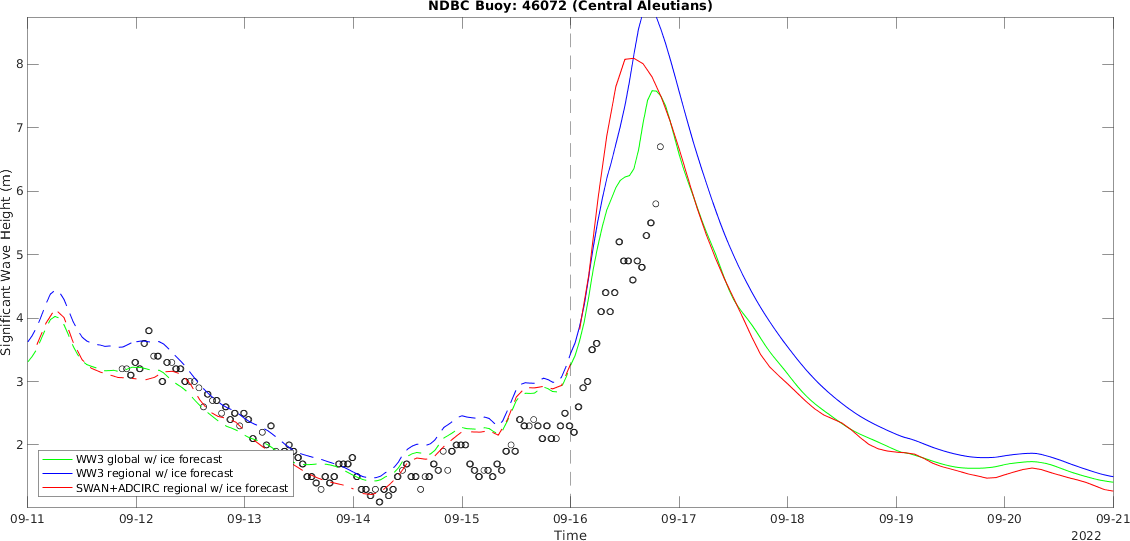 NDBC Buoy: 46072 (Central Aleutians)
Significant Wave Height (m)
8
7
6
5
4
3
2
WW3 global w/ ice forecast
WW3 regional w/ ice forecast
SWAN+ADCIRC regional w/ ice forecast
09-11 09-12 09-13 09-14 09-15 09-16 09-17 09-18 09-19 09-20 09-21
Time
2022